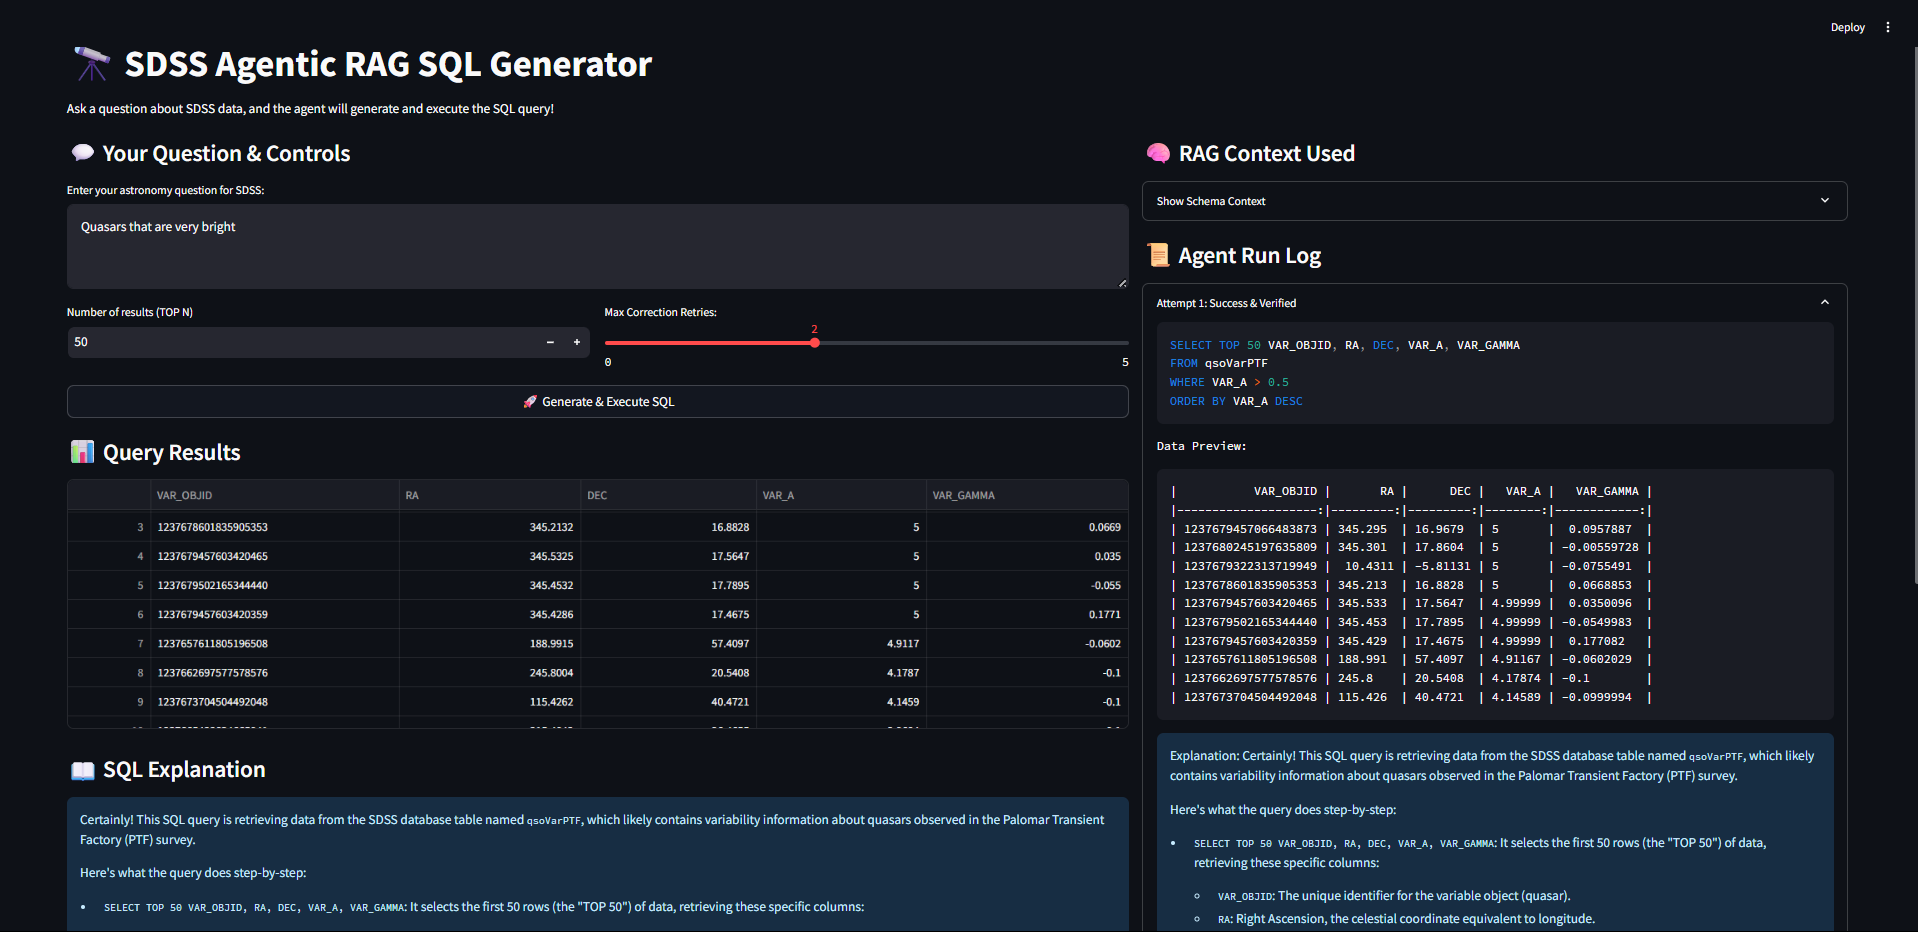 Deploy
SDSS Agentic RAG SQL Generator
Ask a question about SDSS data, and the agent will generate and execute the SQL query!
Your Question & Controls
Enter your astronomy question for SDSS:
Quasars that are very bright
Number of results (TOP N)
50
Max Correction Retries:
2
0
5
Generate & Execute SQL
Query Results
VAR_OBJID RA DEC VAR_A VAR_GAMMA
3 1237678601835905353 345.2132 16.8828 5 0.0669
4 1237679457603420465 345.5325 17.5647 5 0.035
5 1237679502165344440 345.4532 17.7895 5 -0.055
6 1237679457603420359 345.4286 17.4675 5 0.1771
7 1237657611805196508 188.9915 57.4097 4.9117 -0.0602
8 1237662697577578576 245.8004 20.5408 4.1787 -0.1
9 1237673704504492048 115.4262 40.4721 4.1459 -0.1
SQL Explanation
Certainly! This SQL query is retrieving data from the SDSS database table named qsoVarPTF, which likely contains variability information about quasars observed in the Palomar Transient
Factory (PTF) survey.
Here's what the query does step-by-step:
• SELECT TOP 50 VAR_OBJID, RA, DEC, VAR_A, VAR_GAMMA: It selects the first 50 rows (the "TOP 50") of data, retrieving these specific columns:
RAG Context Used
Show Schema Context
Agent Run Log
Attempt 1: Success & Verified
SELECT TOP 50 VAR_OBJID, RA, DEC, VAR_A, VAR_GAMMA
FROM qsoVarPTF
WHERE VAR_A > 0.5
ORDER BY VAR_A DESC
Data Preview:
| VAR_OBJID | RA | DEC | VAR_A | VAR_GAMMA |
|--------------------:|---------:|---------:|--------:|------------:|
| 1237679457066483873 | 345.295 | 16.9679 | 5 | 0.0957887 |
| 1237680245197635809 | 345.301 | 17.8604 | 5 | -0.00559728 |
| 1237679322313719949 | 10.4311 | -5.81131 | 5 | -0.0755491 |
| 1237678601835905353 | 345.213 | 16.8828 | 5 | 0.0668853 |
| 1237679457603420465 | 345.533 | 17.5647 | 4.99999 | 0.0350096 |
| 1237679502165344440 | 345.453 | 17.7895 | 4.99999 | -0.0549983 |
| 1237679457603420359 | 345.429 | 17.4675 | 4.99999 | 0.177082 |
| 1237657611805196508 | 188.991 | 57.4097 | 4.91167 | -0.0602029 |
| 1237662697577578576 | 245.8 | 20.5408 | 4.17874 | -0.1 |
| 1237673704504492048 | 115.426 | 40.4721 | 4.14589 | -0.0999994 |
Explanation: Certainly! This SQL query is retrieving data from the SDSS database table named qsoVarPTF, which likely
contains variability information about quasars observed in the Palomar Transient Factory (PTF) survey.
Here's what the query does step-by-step:
• SELECT TOP 50 VAR_OBJID, RA, DEC, VAR_A, VAR_GAMMA: It selects the first 50 rows (the "TOP 50") of data,
retrieving these specific columns:
◦ VAR_OBJID: The unique identifier for the variable object (quasar).
◦ RA: Right Ascension, the celestial coordinate equivalent to longitude.